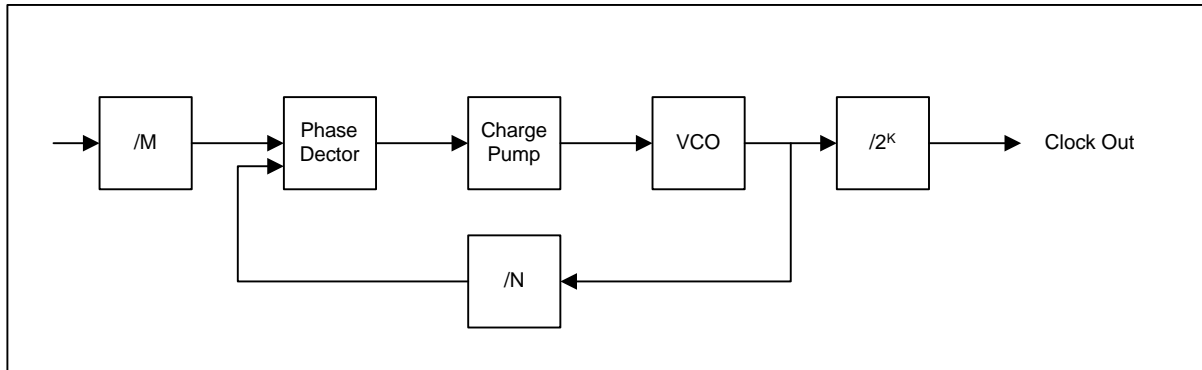 /M
Phase
Dector
Charge
Pump
VCO
/2ᴷ
Clock Out
/N